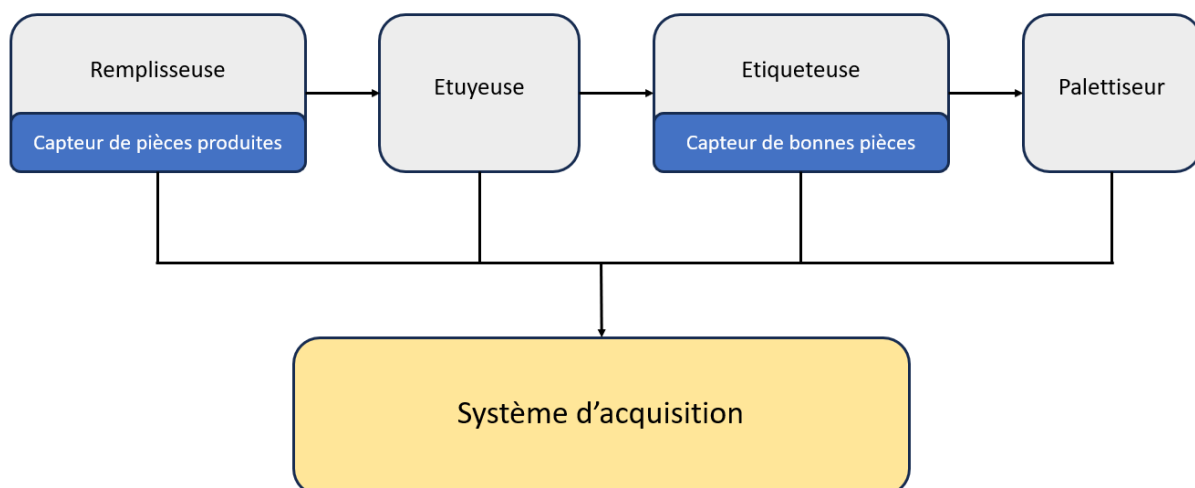 Remplisseuse
Etuyeuse
Etiqueteuse
Palettiseur
Capteur de pièces produites
Capteur de bonnes pièces
Système d’acquisition